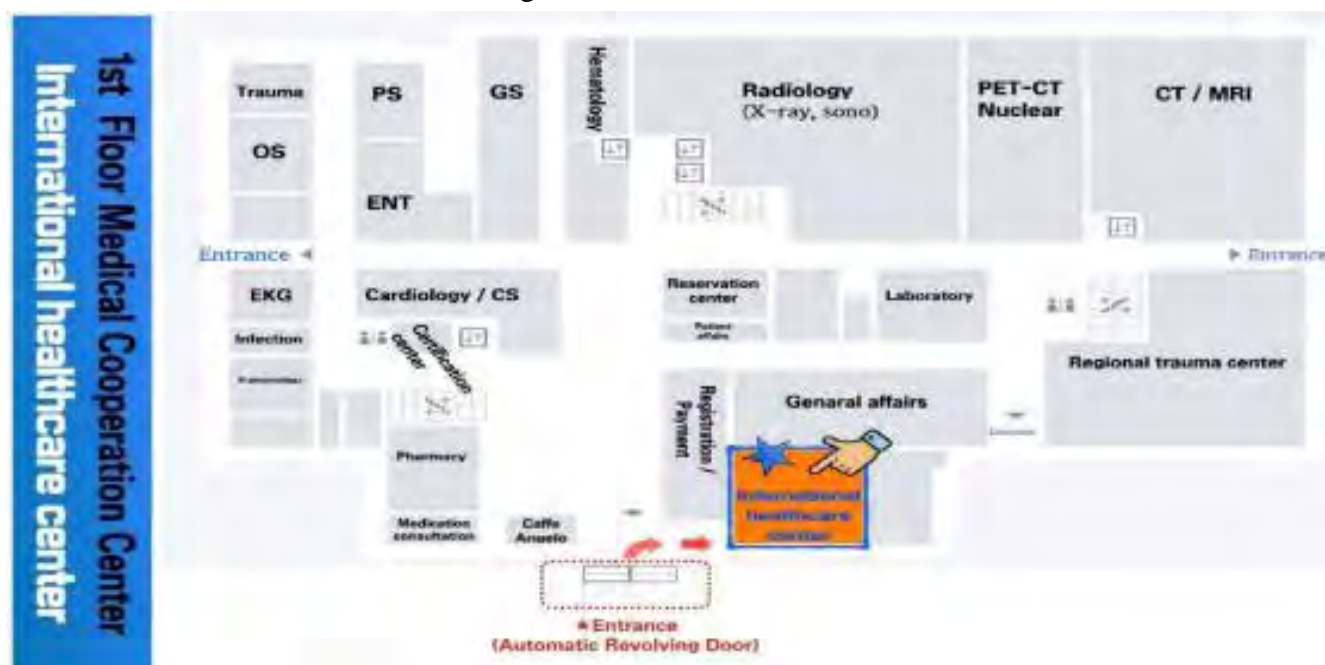 1st Floor Medical Cooperation Center
International healthcare center
Trauma
PS
GS
Hematology
Radiology
(X-ray, sono)
PET-CT
Nuclear
CT / MRI
OS
ENT
Entrance
Entrance
EKG
Cardiology / CS
Reservation
center
Laboratory
Infection
Certification
center
Patient
affairs
Regional trauma center
Registration /
Payment
Genaral affairs
Pharmacy
International
healthcare
center
Medication
consultation
Caffe
★Entrance
(Automatic Revolving Door)